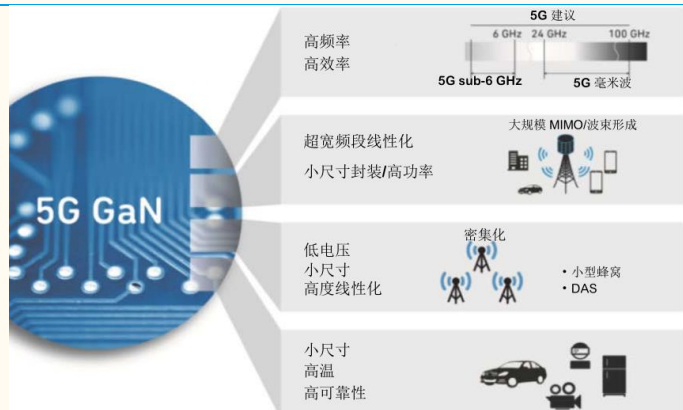 5G GaN
高频率
高效率
5G 建议
6 GHz 24 GHz 100 GHz
5G sub-6 GHz 5G 毫米波
超宽频段线性化
小尺寸封装/高功率
大规模 MIMO/波束形成
低电压
小尺寸
高度线性化
密集化
• 小型蜂窝
• DAS
小尺寸
高温
高可靠性